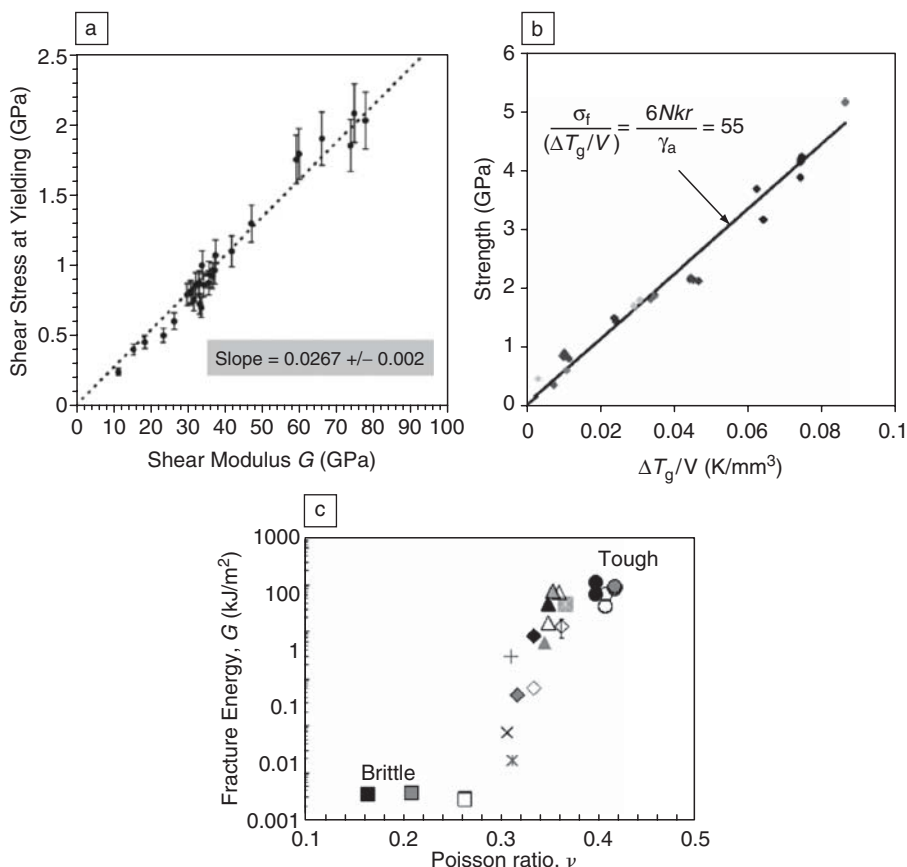 a
2.5
2
1.5
1
0.5
0
0 10 20 30 40 50 60 70 80 90 100
Shear Stress at Yielding (GPa)
Slope = 0.0267 +/− 0.002
Shear Modulus G (GPa)
b
6
5
4
3
2
1
0
0 0.02 0.04 0.06 0.08 0.1
Strength (GPa)
σf/(ΔTg/V) = 6Nkr/γa = 55
ΔTg/V (K/mm³)
c
1000
100
1
0.1
0.01
0.001
0.1 0.2 0.3 0.4 0.5
Fracture Energy, G (kJ/m²)
Tough
Brittle
Poisson ratio, ν